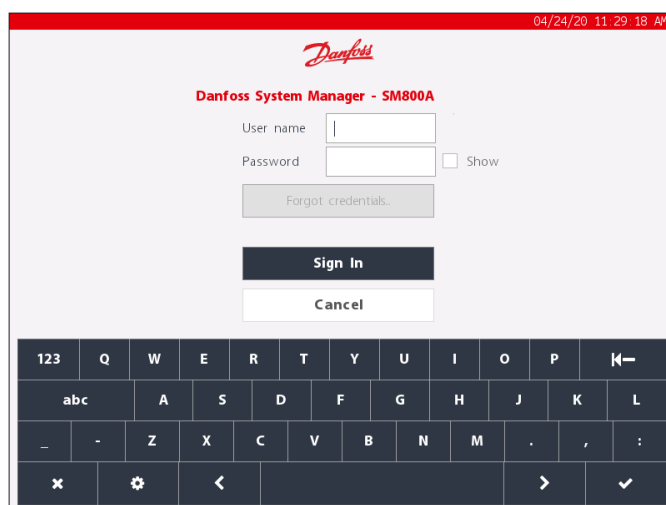 04/24/20 11:29:18 AM
Danfoss
Danfoss System Manager - SM800A
User name
Password
Show
Forgot credentials..
Sign In
Cancel
123 Q W E R T Y U I O P
abc A S D F G H J K L
_ - Z X C V B N M . , :